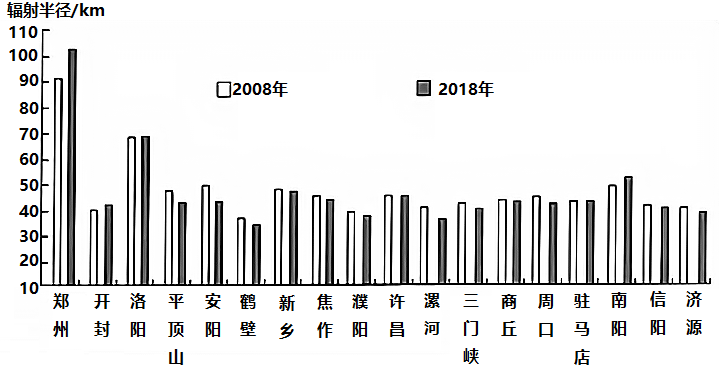 辐射半径/km
110
100
90
80
70
60
50
40
30
20
10
2008年
2018年
郑州
开封
洛阳
平顶山
安阳
鹤壁
新乡
焦作
濮阳
许昌
漯河
三门峡
商丘
周口
驻马店
南阳
信阳
济源